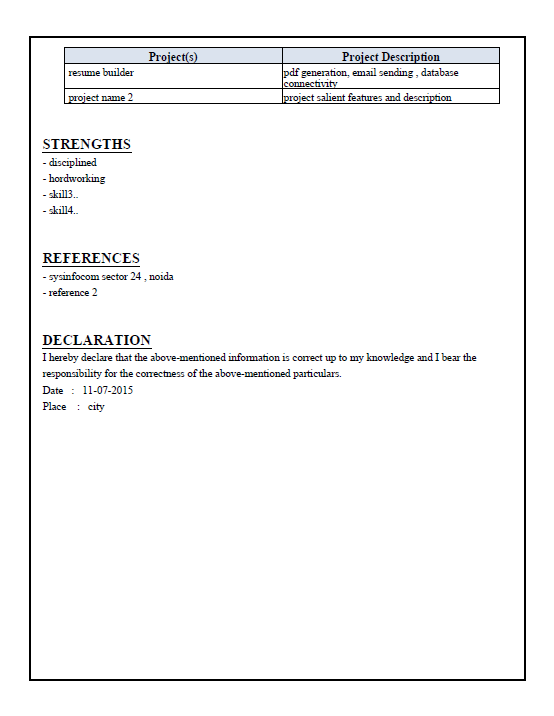 Project(s) Project Description
resume builder pdf generation, email sending , database
connectivity
project name 2 project salient features and description
STRENGTHS
- disciplined
- hordworking
- skill3..
- skill4..
REFERENCES
- sysinfocom sector 24 , noida
- reference 2
DECLARATION
I hereby declare that the above-mentioned information is correct up to my knowledge and I bear the
responsibility for the correctness of the above-mentioned particulars.
Date : 11-07-2015
Place : city